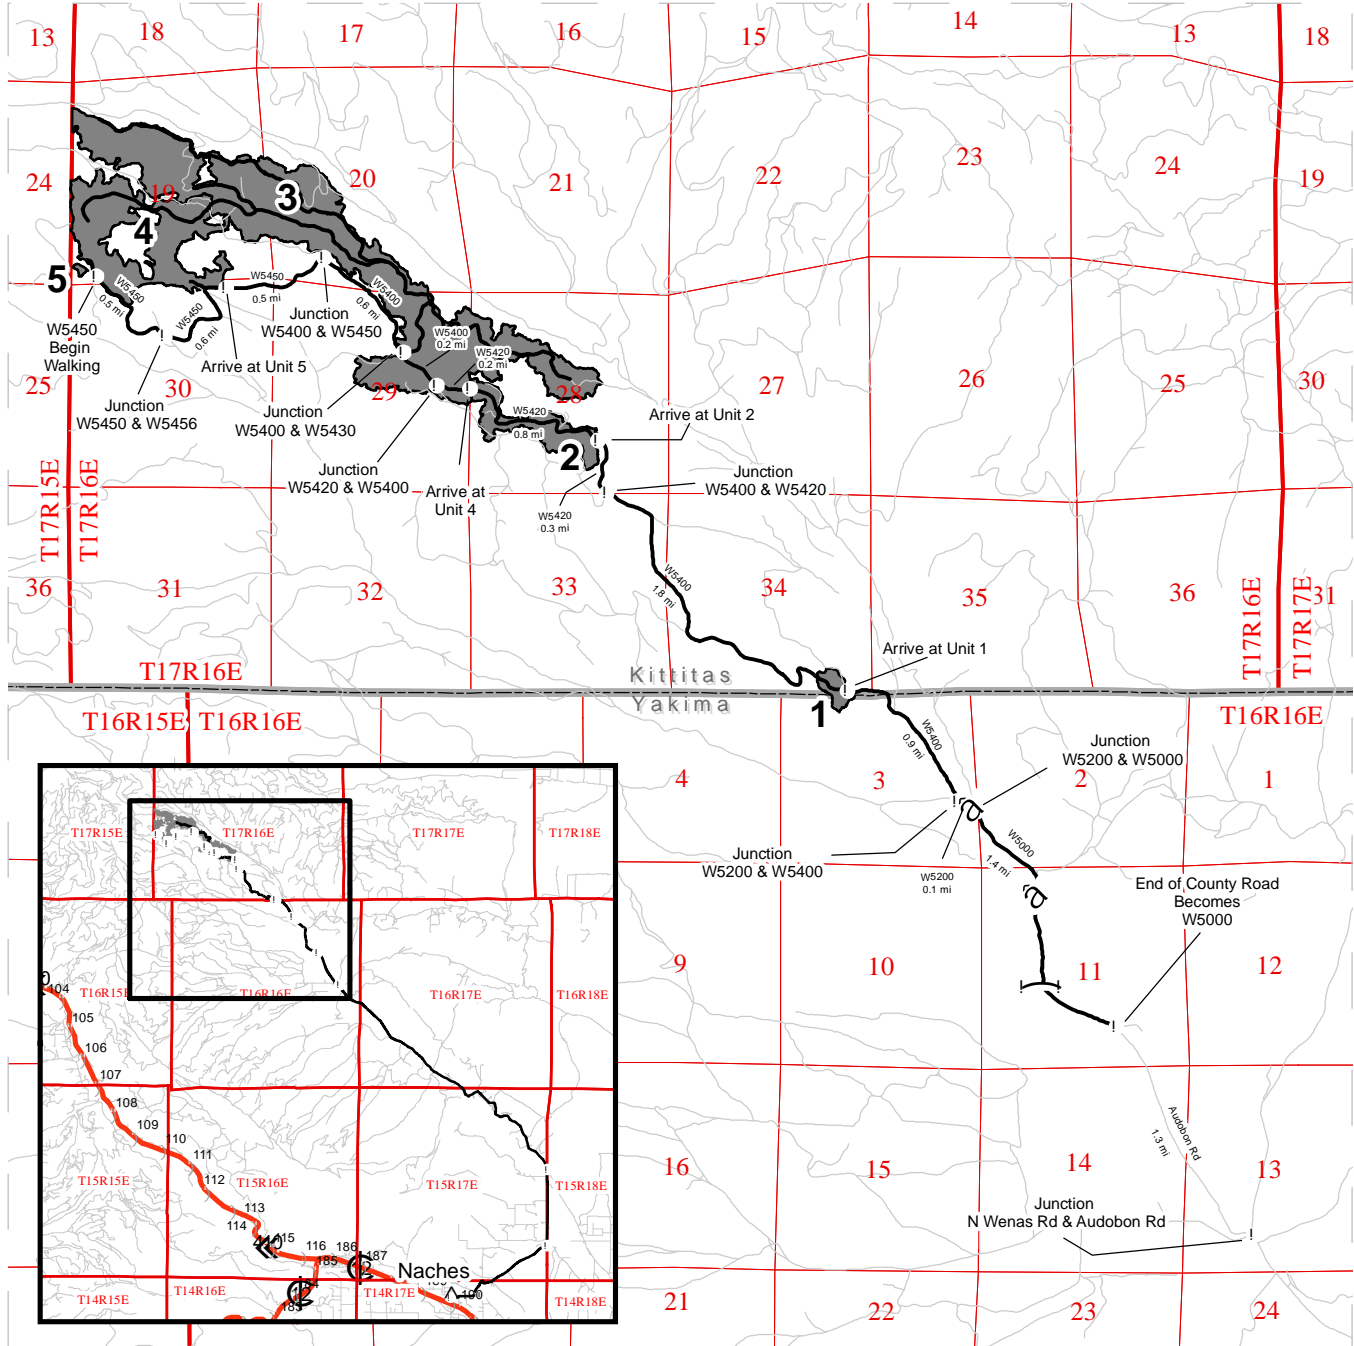 13
18
17
16
15
14
13
18
24
19
3
20
21
22
23
24
19
4
5
W5450
0.5 mi
W5450
0.6 mi
W5450
0.5 mi
W5400
0.6 mi
W5450
Begin
Walking
Junction
W5400 & W5450
Arrive at Unit 5
W5400
0.2 mi
W5420
0.2 mi
25
30
29
28
27
26
25
30
Junction
W5450 & W5456
Junction
W5400 & W5430
W5420
0.8 mi
Arrive at Unit 2
2
Junction
W5420 & W5400
Arrive at
Unit 4
Junction
W5400 & W5420
W5420
0.3 mi
T17R15E
T17R16E
36
31
32
33
34
35
36
31
W5400
1.8 mi
T17R16E
T17R17E
Arrive at Unit 1
T17R16E
Kittitas
Yakima
T16R15E
T16R16E
1
T16R16E
W5400
0.9 mi
Junction
W5200 & W5000
4
3
2
1
W5000
1.4 mi
Junction
W5200 & W5400
W5200
0.1 mi
End of County Road
Becomes
W5000
9
10
11
12
Audobon Rd
1.3 mi
16
15
14
13
Junction
N Wenas Rd & Audobon Rd
21
22
23
24
T17R15E
T17R16E
T17R17E
T17R18E
T16R15E
T16R16E
T16R17E
T16R18E
104
105
106
107
108
109
110
111
112
113
114
115
116
185
186
187
T15R15E
T15R16E
T15R17E
T15R18E
Naches
190
183
T14R15E
T14R16E
T14R17E
T14R18E